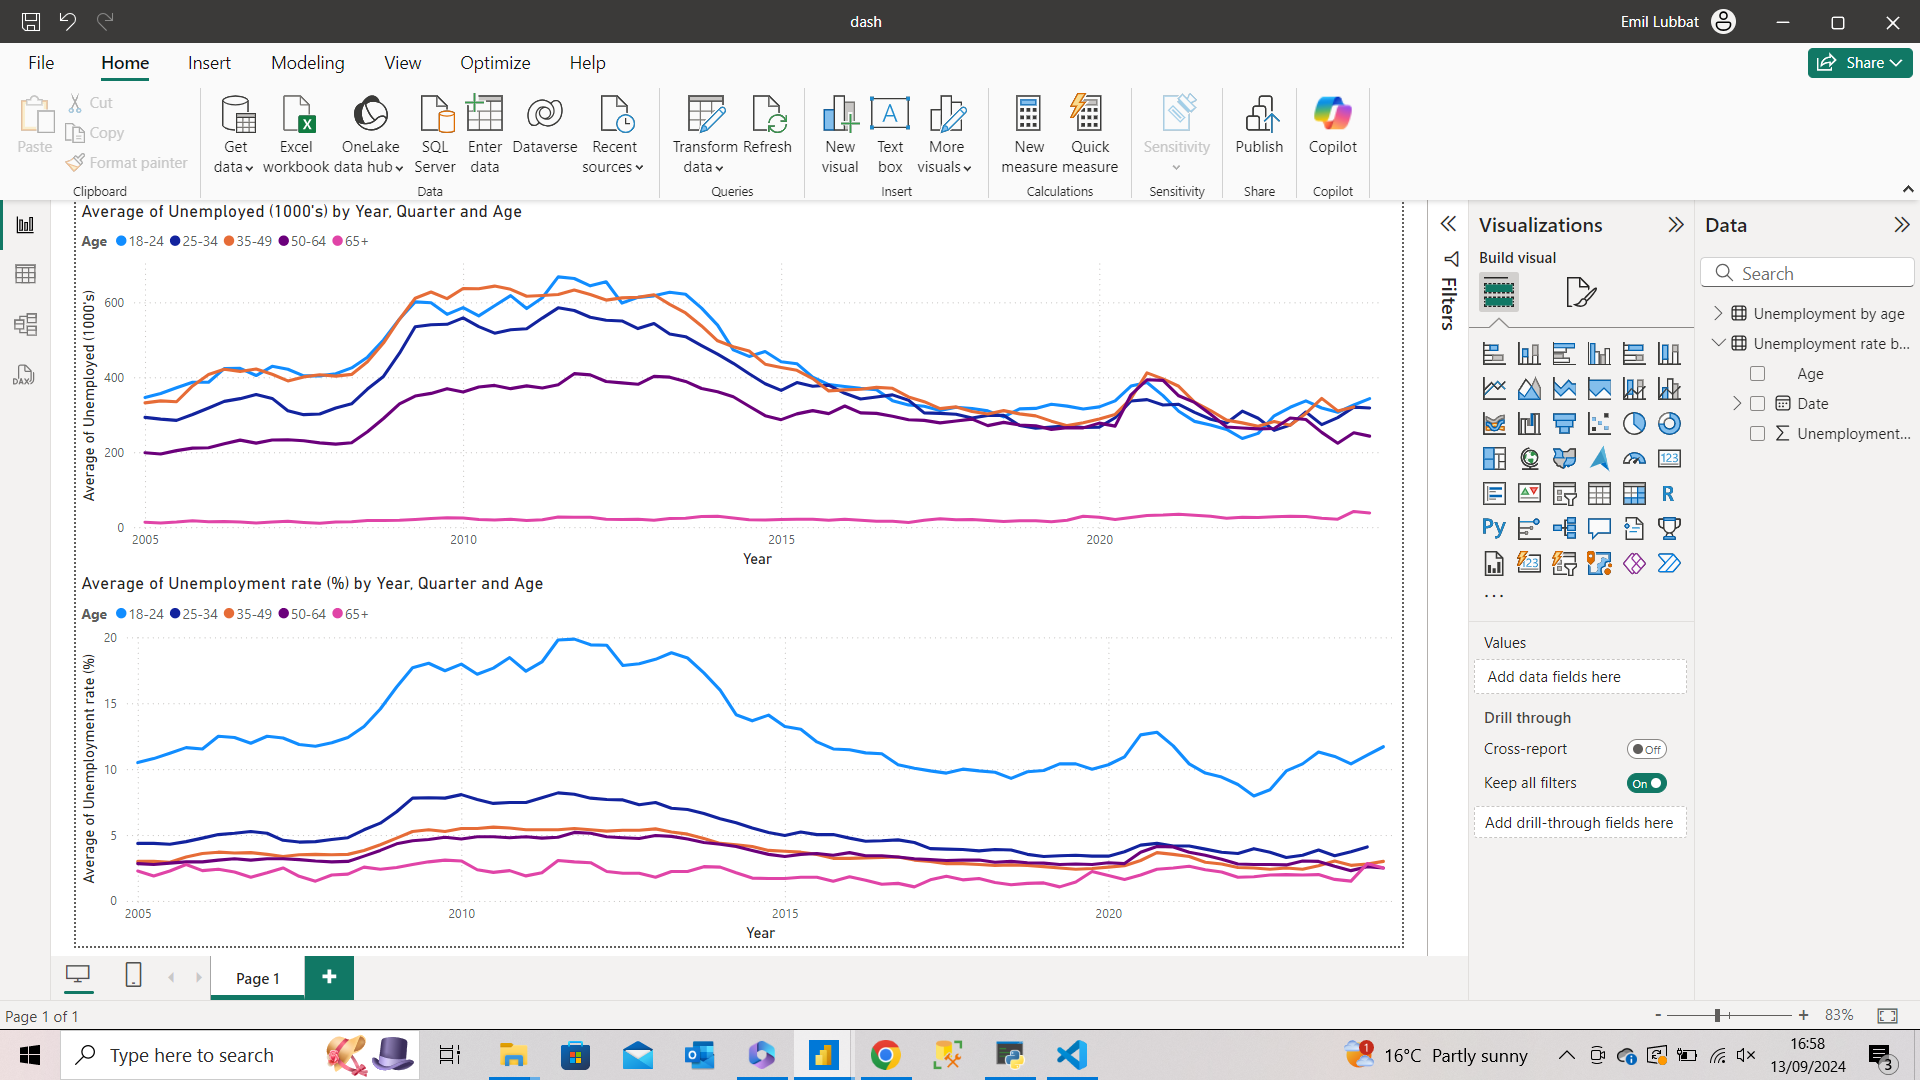 dash
Emil Lubbat
File Home Insert Modeling View Optimize Help
Share
Paste
Cut
Copy
Format painter
Clipboard
Get data
Excel workbook
OneLake data hub
SQL Server
Enter data
Dataverse
Recent sources
Data
Transform data
Refresh
Queries
New visual
Text box
More visuals
Insert
New measure
Quick measure
Calculations
Sensitivity
Sensitivity
Publish
Share
Copilot
Copilot
Average of Unemployed (1000's) by Year, Quarter and Age
Age 18-24 25-34 35-49 50-64 65+
Average of Unemployed (1000's)
600
400
200
0
2005 2010 2015 2020
Year
Average of Unemployment rate (%) by Year, Quarter and Age
Age 18-24 25-34 35-49 50-64 65+
Average of Unemployment rate (%)
20
15
10
5
0
2005 2010 2015 2020
Year
Filters
Visualizations
Build visual
123
R
Py
123
...
Values
Add data fields here
Drill through
Cross-report
Off
Keep all filters
On
Add drill-through fields here
Data
Search
Unemployment by age
Unemployment rate b...
Age
Date
Unemployment...
DAX
Page 1
+
Page 1 of 1
- + 83%
Type here to search
1
16°C Partly sunny
16:58
13/09/2024
3